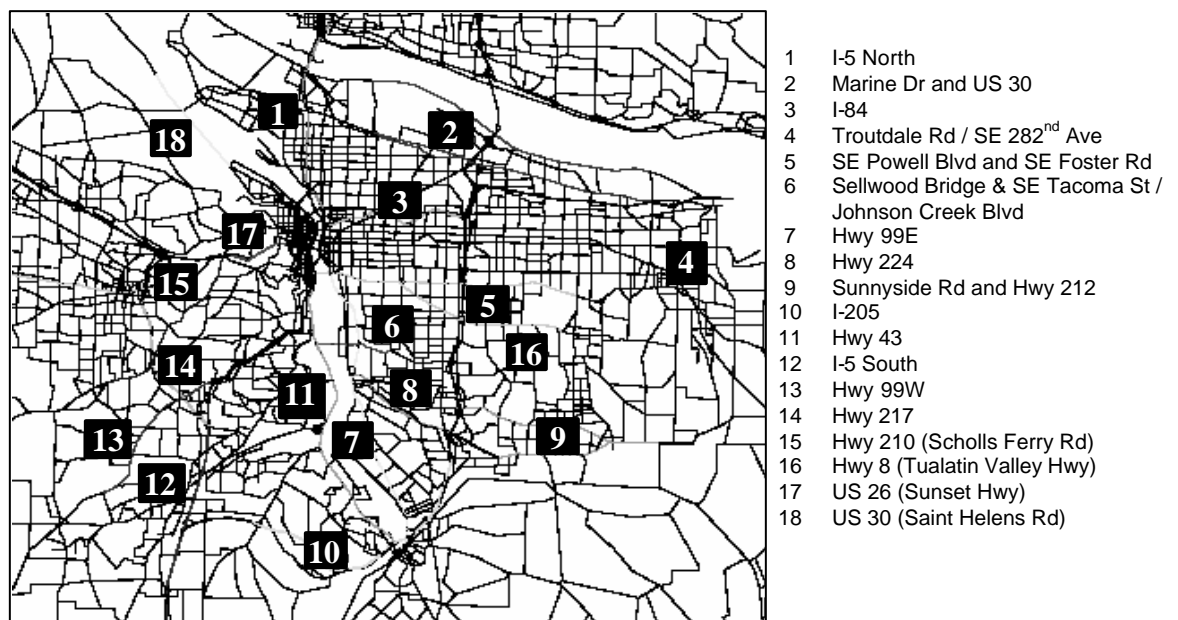 1
2
18
3
17
4
15
5
6
16
14
8
11
7
9
13
12
10
1 I-5 North
2 Marine Dr and US 30
3 I-84
4 Troutdale Rd / SE 282nd Ave
5 SE Powell Blvd and SE Foster Rd
6 Sellwood Bridge & SE Tacoma St /
Johnson Creek Blvd
7 Hwy 99E
8 Hwy 224
9 Sunnyside Rd and Hwy 212
10 I-205
11 Hwy 43
12 I-5 South
13 Hwy 99W
14 Hwy 217
15 Hwy 210 (Scholls Ferry Rd)
16 Hwy 8 (Tualatin Valley Hwy)
17 US 26 (Sunset Hwy)
18 US 30 (Saint Helens Rd)